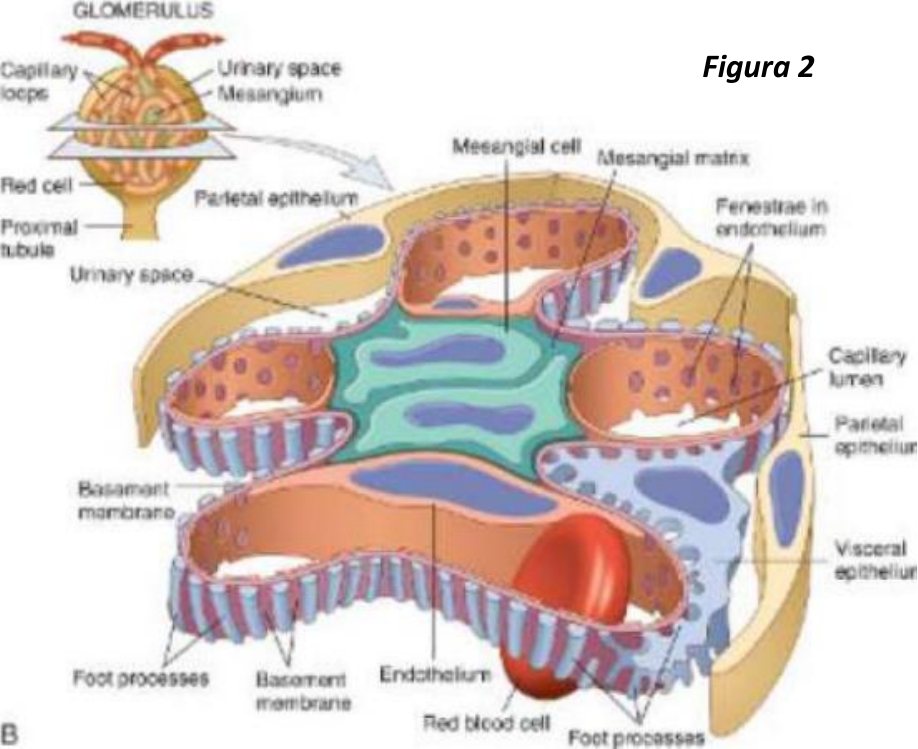 GLOMERULUS
Figura 2
Capillary
loops
Urinary space
Mesangium
Red cell
Proximal
tubule
Mesangial cell
Mesangial matrix
Parietal epithelium
Fenestrae in
endothelium
Urinary space
Capillary
lumen
Parietal
epithelium
Basement
membrane
Visceral
epithelium
Foot processes
Basement
membrane
Endothelium
Red blood cell
Foot processes
B